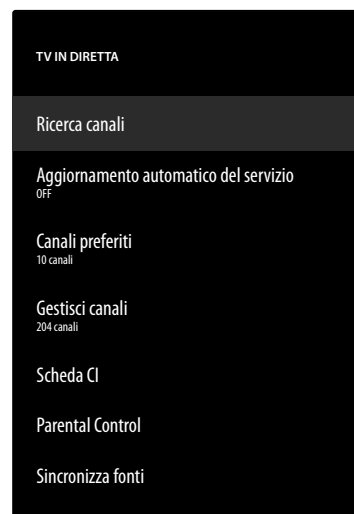 TV IN DIRETTA
Ricerca canali
Aggiornamento automatico del servizio
OFF
Canali preferiti
10 canali
Gestisci canali
204 canali
Scheda CI
Parental Control
Sincronizza fonti